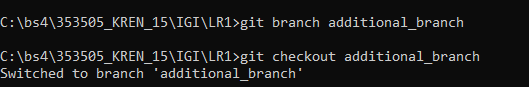 C:\bs4\353505_KREN_15\IGI\LR1>git branch additional_branch
C:\bs4\353505_KREN_15\IGI\LR1>git checkout additional_branch
Switched to branch 'additional_branch'